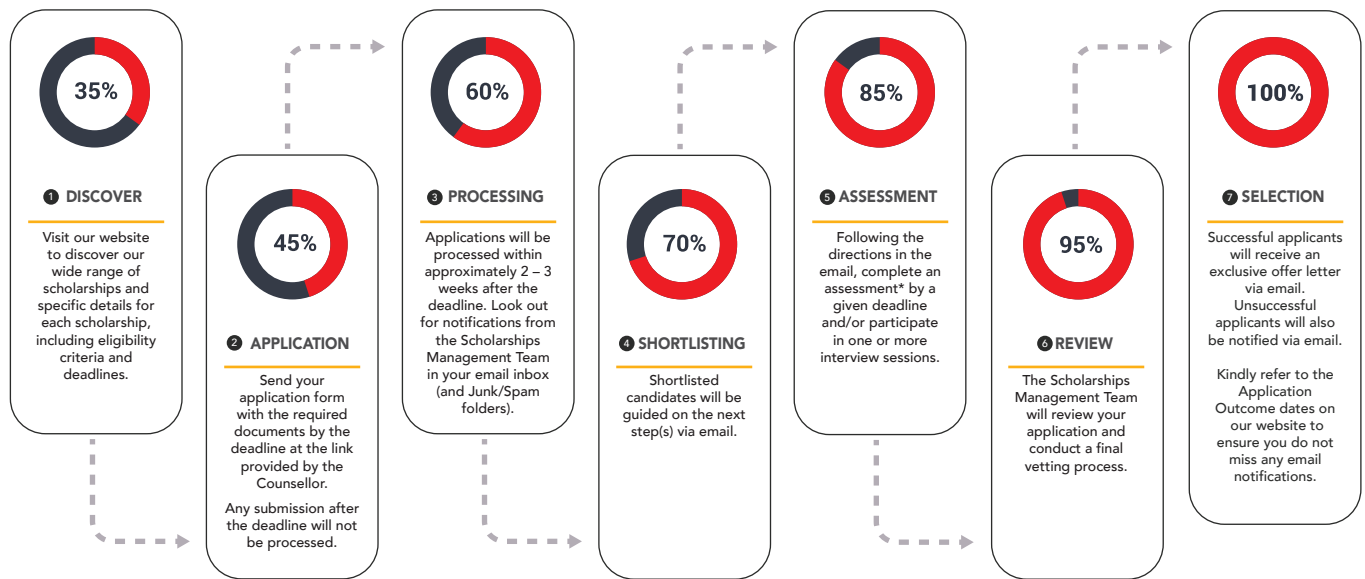 35%
1 DISCOVER
Visit our website
to discover our
wide range of
scholarships and
specific details for
each scholarship,
including eligibility
criteria and
deadlines.
45%
2 APPLICATION
Send your
application form
with the required
documents by the
deadline at the link
provided by the
Counsellor.
Any submission after
the deadline will not
be processed.
60%
3 PROCESSING
Applications will be
processed within
approximately 2 – 3
weeks after the
deadline. Look out
for notifications from
the Scholarships
Management Team
in your email inbox
(and Junk/Spam
folders).
70%
4 SHORTLISTING
Shortlisted
candidates will be
guided on the next
step(s) via email.
85%
5 ASSESSMENT
Following the
directions in the
email, complete an
assessment* by a
given deadline
and/or participate
in one or more
interview sessions.
95%
6 REVIEW
The Scholarships
Management Team
will review your
application and
conduct a final
vetting process.
100%
7 SELECTION
Successful applicants
will receive an
exclusive offer letter
via email.
Unsuccessful
applicants will also
be notified via email.
Kindly refer to the
Application
Outcome dates on
our website to
ensure you do not
miss any email
notifications.